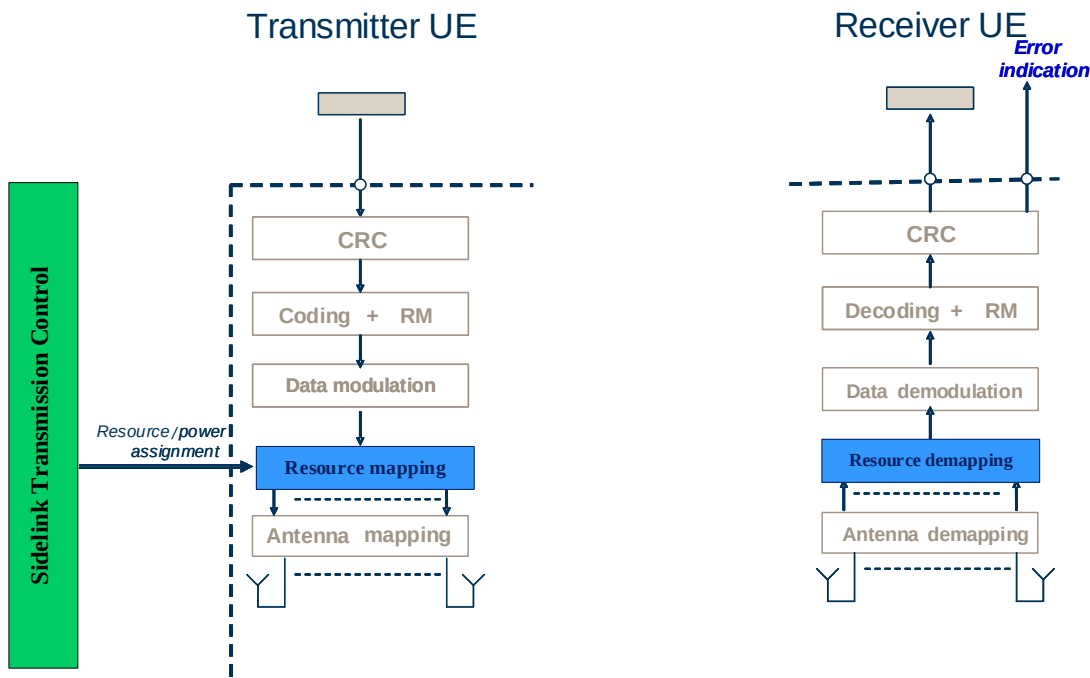 Transmitter UE
Receiver UE
Error
indication
Sidelink Transmission Control
CRC
Coding + RM
Data modulation
Resource/power
assignment
Resource mapping
Antenna mapping
CRC
Decoding + RM
Data demodulation
Resource demapping
Antenna demapping